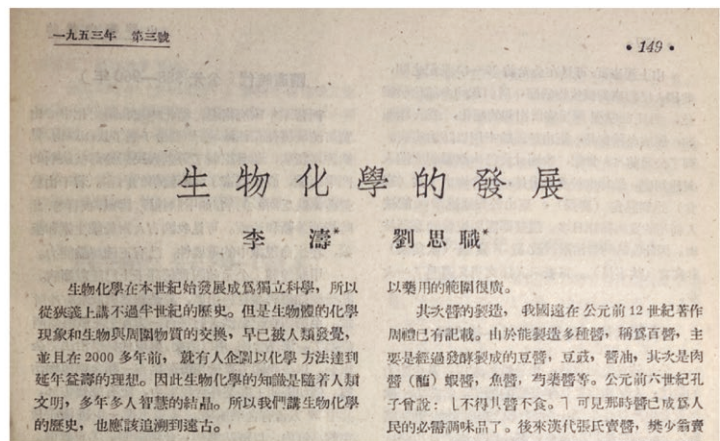 一九五三年 第三號
• 149 •
生物化學的發展
李濤 劉思職*
生物化學在本世紀始發展成爲獨立科學，所以
從狹義上講不過半世紀的歷史。但是生物體的化學
現象和生物與周圍物質的交換，早已被人類發覺，
並且在 2000 多年前，就有人企圖以化學方法達到
延年益壽的理想。因此生物化學的知識是隨着人類
文明，多年多人智慧的結晶。所以我們講生物化學
的歷史，也應該追溯到遠古。
以藥用的範圍很廣。
其次醬的製造，我國遠在公元前 12 世紀著作
周禮已有記載。由於能製造多種醬，稱爲百醬，主
要是經過發酵製成的豆醬，豆豉，醬油，其次是肉
醬（醢）蝦醬，魚醬，芍薬醬等。公元前六世紀孔
子曾說：「不得其醬不食。」可見那時醬已成爲人
民的必需調味品了。後來漢代張氏賣醬，樊少翁賣